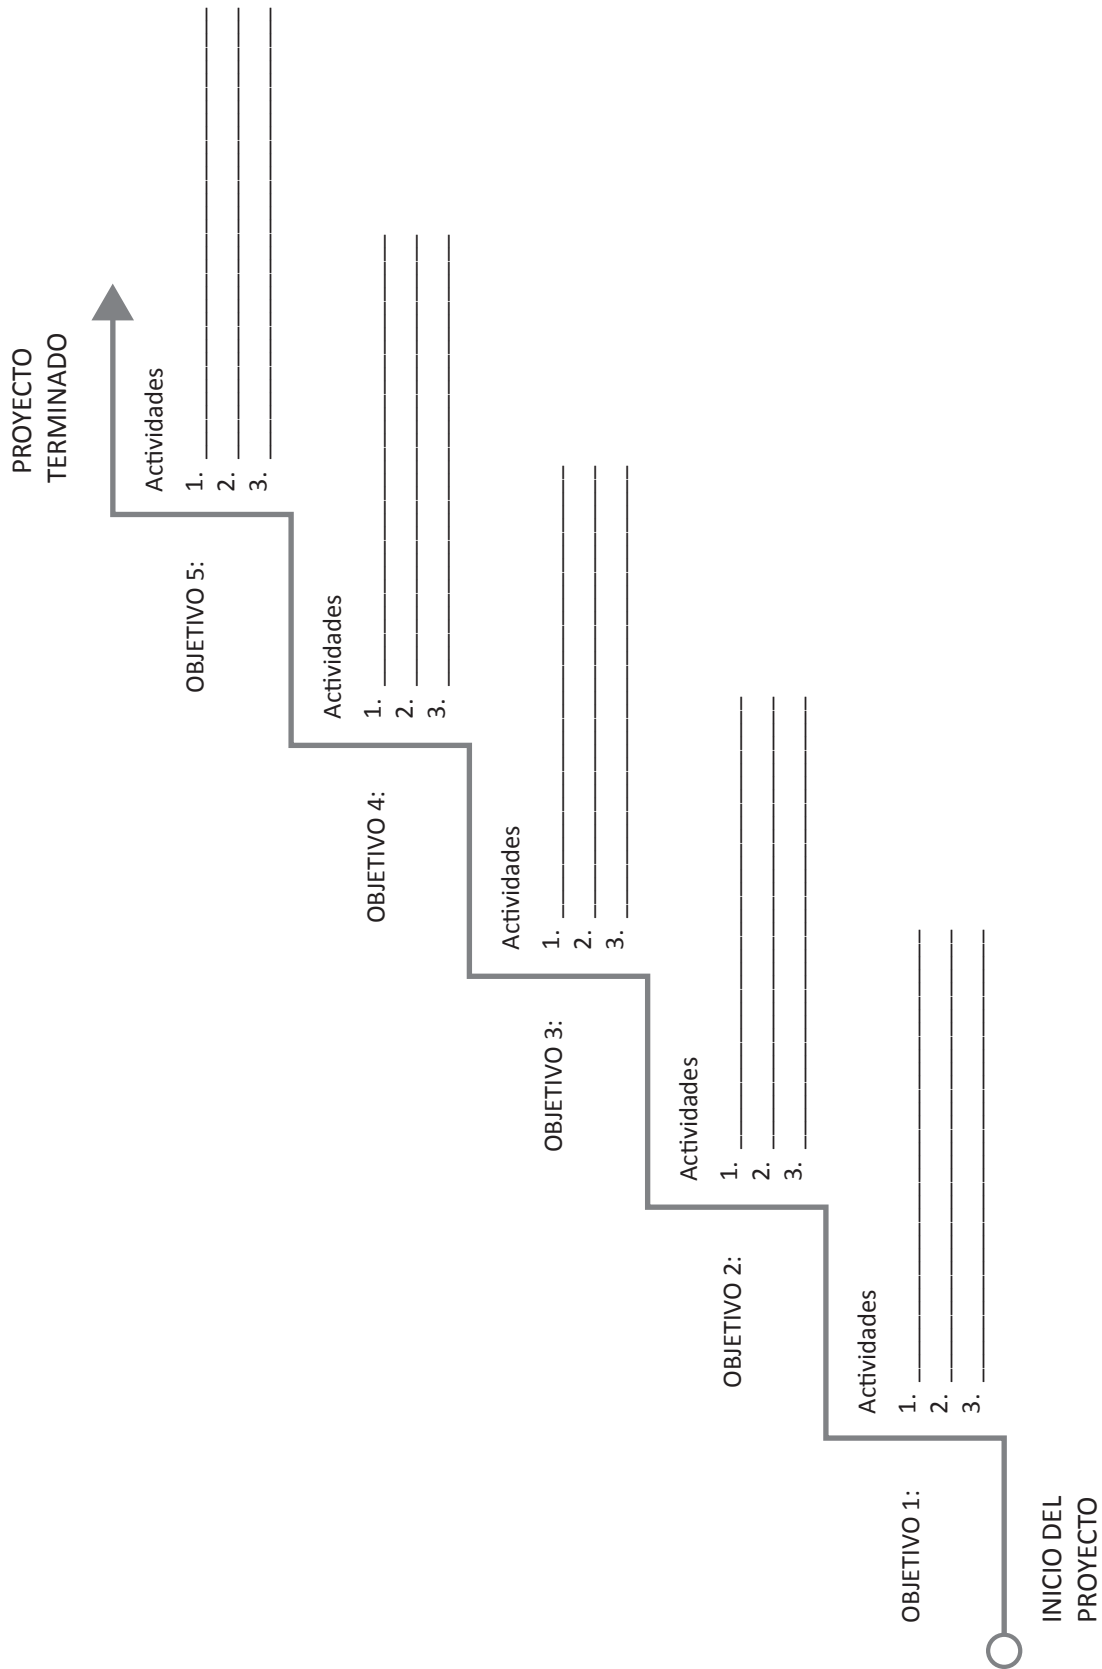 PROYECTO
TERMINADO
Actividades
1.
2.
3.
OBJETIVO 5:
Actividades
1.
2.
3.
OBJETIVO 4:
Actividades
1.
2.
3.
OBJETIVO 3:
Actividades
1.
2.
3.
OBJETIVO 2:
Actividades
1.
2.
3.
OBJETIVO 1:
INICIO DEL
PROYECTO